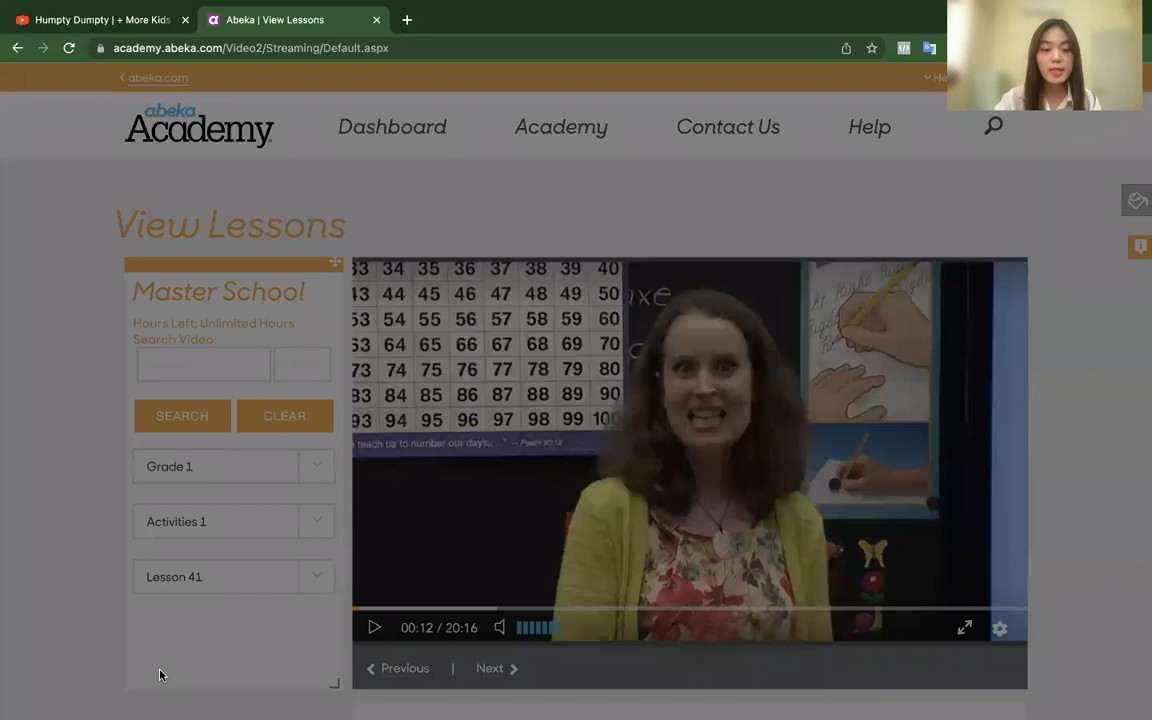 Humpty Dumpty | + More Kids
Abeka | View Lessons
academy.abeka.com/Video2/Streaming/Default.aspx
abeka.com
He
abeka
Academy
Dashboard
Academy
Contact Us
Help
View Lessons
Master School
Hours Left: Unlimited Hours
Search Video:
SEARCH
CLEAR
Grade 1
Activities 1
Lesson 41
33 34 35 36 37 38 39 40
43 44 45 46 47 48 49 50
53 54 55 56 57 58 59 60
63 64 65 66 67 68 69 70
73 74 75 76 77 78 79 80
83 84 85 86 87 88 89 90
93 94 95 96 97 98 99 100
teach us to number our days... — Psalm 90:12
axe
00:12 / 20:16
Previous | Next